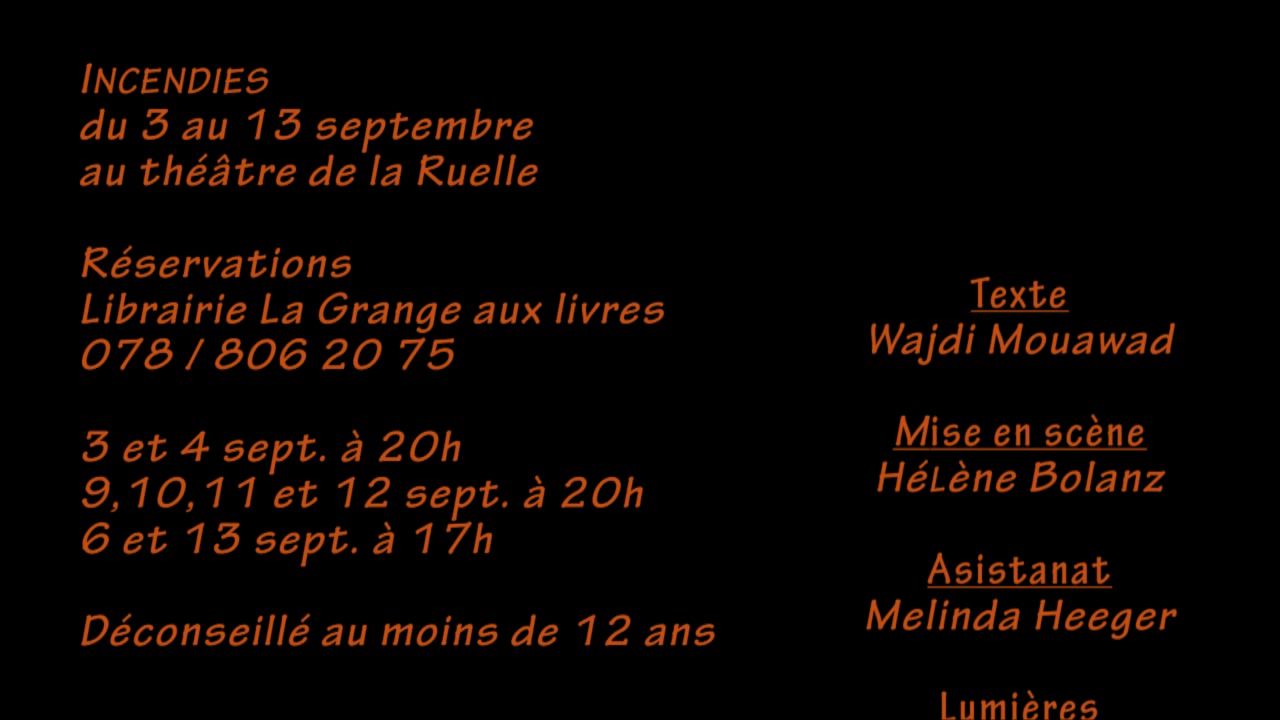 INCENDIES
du 3 au 13 septembre
au théâtre de la Ruelle
Réservations
Librairie La Grange aux livres
078 / 806 20 75
3 et 4 sept. à 20h
9,10,11 et 12 sept. à 20h
6 et 13 sept. à 17h
Déconseillé au moins de 12 ans
Texte
Wajdi Mouawad
Mise en scène
HéLène Bolanz
Asistanat
Melinda Heeger
Lumières